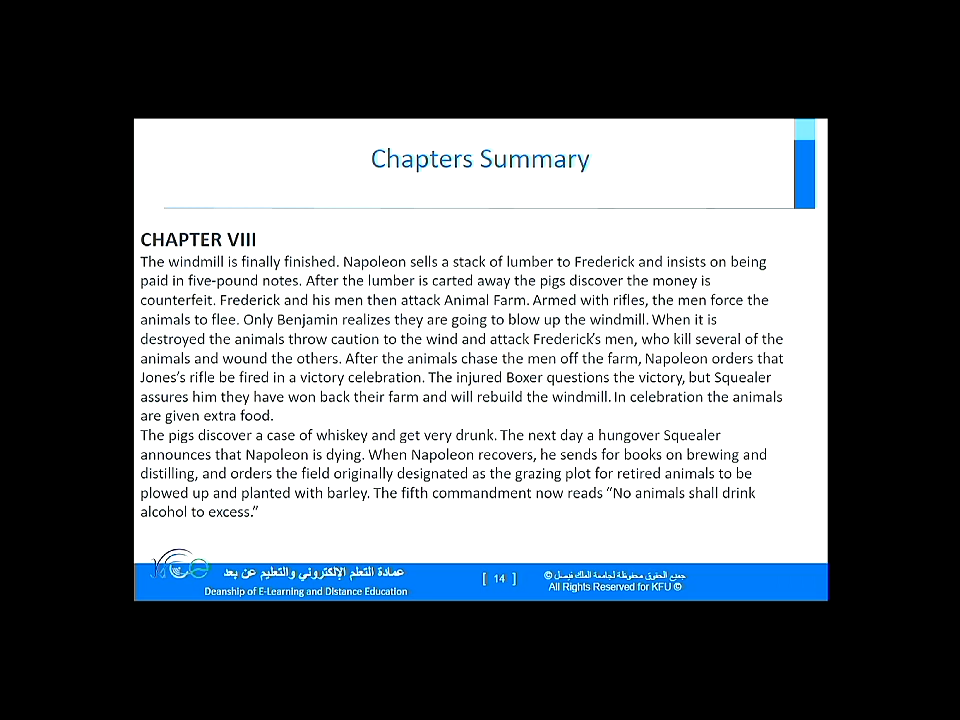 Chapters Summary
CHAPTER VIII
The windmill is finally finished. Napoleon sells a stack of lumber to Frederick and insists on being
paid in five-pound notes. After the lumber is carted away the pigs discover the money is
counterfeit. Frederick and his men then attack Animal Farm. Armed with rifles, the men force the
animals to flee. Only Benjamin realizes they are going to blow up the windmill. When it is
destroyed the animals throw caution to the wind and attack Frederick’s men, who kill several of the
animals and wound the others. After the animals chase the men off the farm, Napoleon orders that
Jones’s rifle be fired in a victory celebration. The injured Boxer questions the victory, but Squealer
assures him they have won back their farm and will rebuild the windmill. In celebration the animals
are given extra food.
The pigs discover a case of whiskey and get very drunk. The next day a hungover Squealer
announces that Napoleon is dying. When Napoleon recovers, he sends for books on brewing and
distilling, and orders the field originally designated as the grazing plot for retired animals to be
plowed up and planted with barley. The fifth commandment now reads “No animals shall drink
alcohol to excess.”
عمادة التعلم الإلكتروني والتعليم عن بعد
Deanship of E-Learning and Distance Education
[ 14 ]
جميع الحقوق محفوظة لجامعة الملك فيصل ©
All Rights Reserved for KFU ©